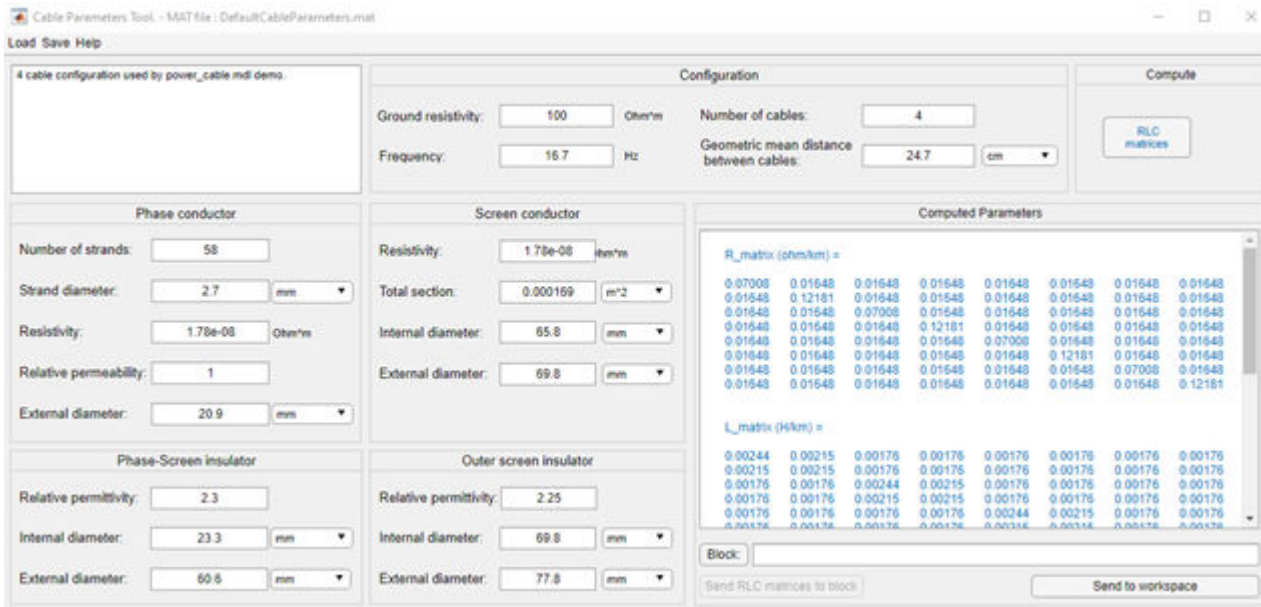 Cable Parameters Tool. - MAT file : DefaultCableParameters.mat
Load Save Help
4 cable configuration used by power_cable mdl demo.
Configuration
Ground resistivity: 100 Ohm*m
Number of cables: 4
Frequency: 16.7 Hz
Geometric mean distance
between cables: 24.7 cm
Compute
RLC
matrices
Phase conductor
Number of strands: 58
Strand diameter: 2.7 mm
Resistivity: 1.78e-08 Ohm*m
Relative permeability: 1
External diameter: 20.9 mm
Screen conductor
Resistivity: 1.78e-08 ohm*m
Total section: 0.000169 m^2
Internal diameter: 65.8 mm
External diameter: 69.8 mm
Phase-Screen insulator
Relative permittivity: 2.3
Internal diameter: 23.3 mm
External diameter: 60.6 mm
Outer screen insulator
Relative permittivity: 2.25
Internal diameter: 69.8 mm
External diameter: 77.8 mm
Computed Parameters
R_matrix (ohm/km) =
0.07008 0.01648 0.01648 0.01648 0.01648 0.01648 0.01648 0.01648
0.01648 0.12181 0.01648 0.01648 0.01648 0.01648 0.01648 0.01648
0.01648 0.01648 0.07008 0.01648 0.01648 0.01648 0.01648 0.01648
0.01648 0.01648 0.01648 0.12181 0.01648 0.01648 0.01648 0.01648
0.01648 0.01648 0.01648 0.01648 0.07008 0.01648 0.01648 0.01648
0.01648 0.01648 0.01648 0.01648 0.01648 0.12181 0.01648 0.01648
0.01648 0.01648 0.01648 0.01648 0.01648 0.01648 0.07008 0.01648
0.01648 0.01648 0.01648 0.01648 0.01648 0.01648 0.01648 0.12181
L_matrix (H/km) =
0.00244 0.00215 0.00176 0.00176 0.00176 0.00176 0.00176 0.00176
0.00215 0.00215 0.00176 0.00176 0.00176 0.00176 0.00176 0.00176
0.00176 0.00176 0.00244 0.00215 0.00176 0.00176 0.00176 0.00176
0.00176 0.00176 0.00215 0.00215 0.00176 0.00176 0.00176 0.00176
0.00176 0.00176 0.00176 0.00176 0.00244 0.00215 0.00176 0.00176
Block:
Send RLC matrices to block
Send to workspace